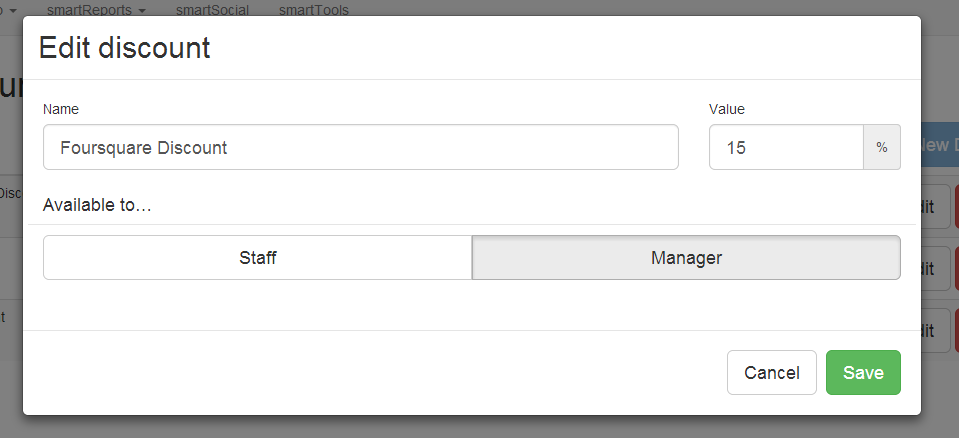 smartReports smartSocial smartTools
Edit discount
Name Value
Foursquare Discount 15 %
Available to…
Staff Manager
Cancel Save